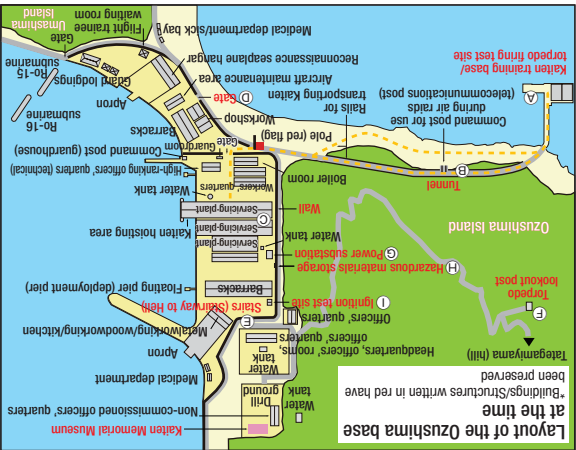 Layout of the Ozushima base
at the time
*Buildings/Structures written in red have
been preserved
Kaiten Memorial Museum
Non-commissioned officers' quarters
Water
tank
Drill
ground
Medical department
Water
tank
Apron
Headquarters, officers' rooms,
officers' quarters
Metalworking/woodworking/kitchen
Tategamiyama (hill)
F
Torpedo
lookout
post
Officers' quarters
E
I
Ignition test site
Stairs (Stairway to Hell)
Barracks
Floating pier (deployment pier)
H
Hazardous materials storage
G
Power substation
Water
tank
Servicing plant
Servicing plant
Kaiten hoisting area
Ozushima Island
C
Wall
Servicing plant
Water tank
Workers' quarters
High-ranking officers' quarters (technical)
Boiler room
Tunnel
B
Command post (guardhouse)
Gate
Guardroom
Pole (red flag)
Barracks
Workshop
Command post for use
during air raids
(telecommunications post)
Rails for
transporting Kaiten
Ro-16
submarine
Apron
A
D
Gate
Guard lodgings
Ro-15
submarine
Aircraft maintenance area
Kaiten training base/
torpedo firing test site
Reconnaissance seaplane hangar
Gate
Medical department/sick bay
Flight trainee
waiting room
Umashima
Island